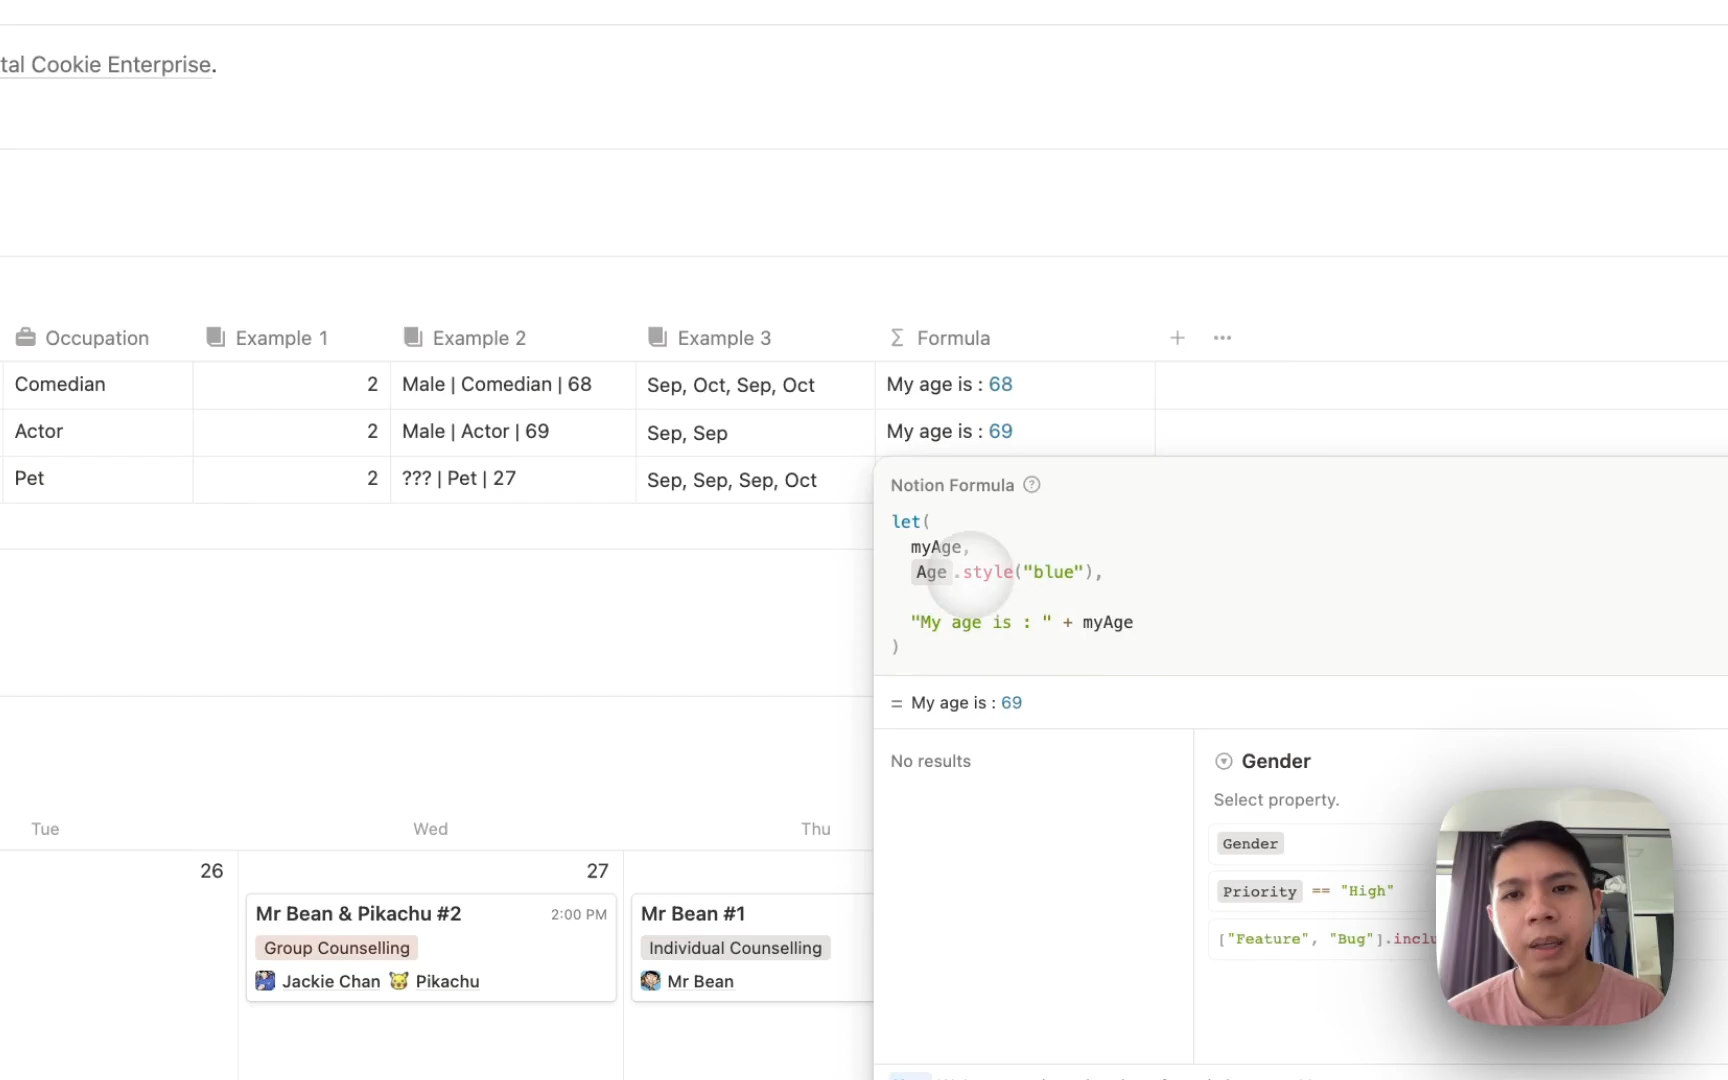 tal Cookie Enterprise.
Occupation Example 1 Example 2 Example 3 Σ Formula + •••
Comedian 2 Male | Comedian | 68 Sep, Oct, Sep, Oct My age is : 68
Actor 2 Male | Actor | 69 Sep, Sep My age is : 69
Pet 2 ??? | Pet | 27 Sep, Sep, Sep, Oct
Notion Formula ?
let(
myAge,
Age.style("blue"),
"My age is : " + myAge
)
= My age is : 69
No results
Gender
Select property.
Gender
Priority == "High"
["Feature", "Bug"].inclu
Tue Wed Thu
26 27
Mr Bean & Pikachu #2 2:00 PM
Group Counselling
Jackie Chan Pikachu
Mr Bean #1
Individual Counselling
Mr Bean